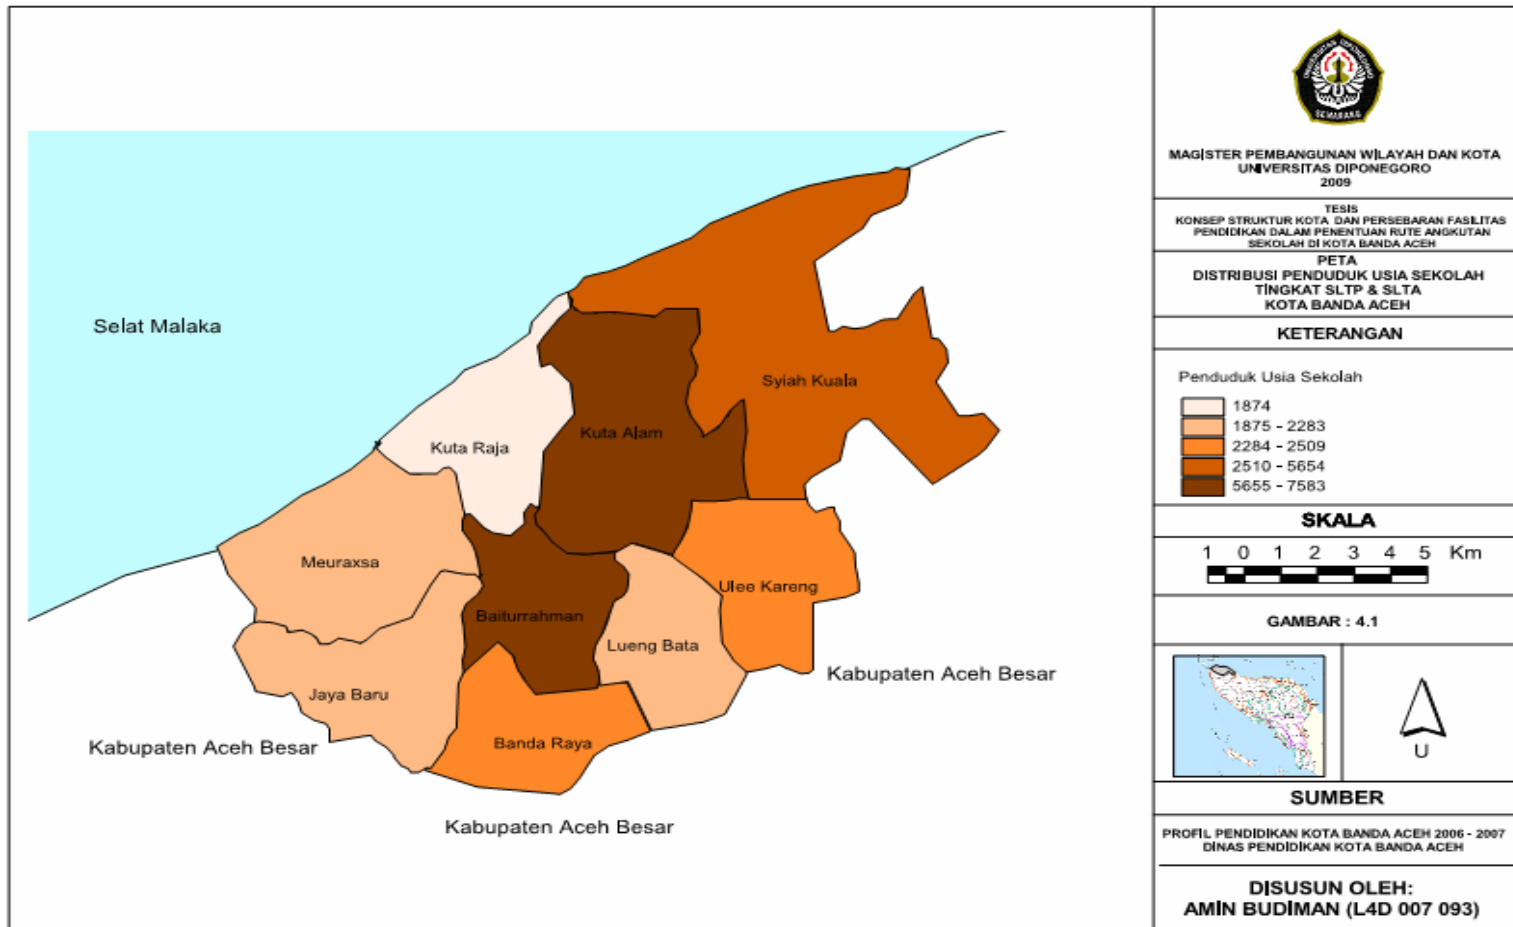 Selat Malaka
Kuta Raja
Kuta Alam
Syiah Kuala
Meuraxsa
Baiturrahman
Ulee Kareng
Lueng Bata
Jaya Baru
Banda Raya
Kabupaten Aceh Besar
Kabupaten Aceh Besar
Kabupaten Aceh Besar
UNIVERSITAS DIPONEGORO
SEMARANG
MAGISTER PEMBANGUNAN WILAYAH DAN KOTA
UNIVERSITAS DIPONEGORO
2009
TESIS
KONSEP STRUKTUR KOTA DAN PERSEBARAN FASILITAS
PENDIDIKAN DALAM PENENTUAN RUTE ANGKUTAN
SEKOLAH DI KOTA BANDA ACEH
PETA
DISTRIBUSI PENDUDUK USIA SEKOLAH
TINGKAT SLTP & SLTA
KOTA BANDA ACEH
KETERANGAN
Penduduk Usia Sekolah
1874
1875 - 2283
2284 - 2509
2510 - 5654
5655 - 7583
SKALA
1 0 1 2 3 4 5 Km
GAMBAR : 4.1
U
SUMBER
PROFIL PENDIDIKAN KOTA BANDA ACEH 2006 - 2007
DINAS PENDIDIKAN KOTA BANDA ACEH
DISUSUN OLEH:
AMIN BUDIMAN (L4D 007 093)